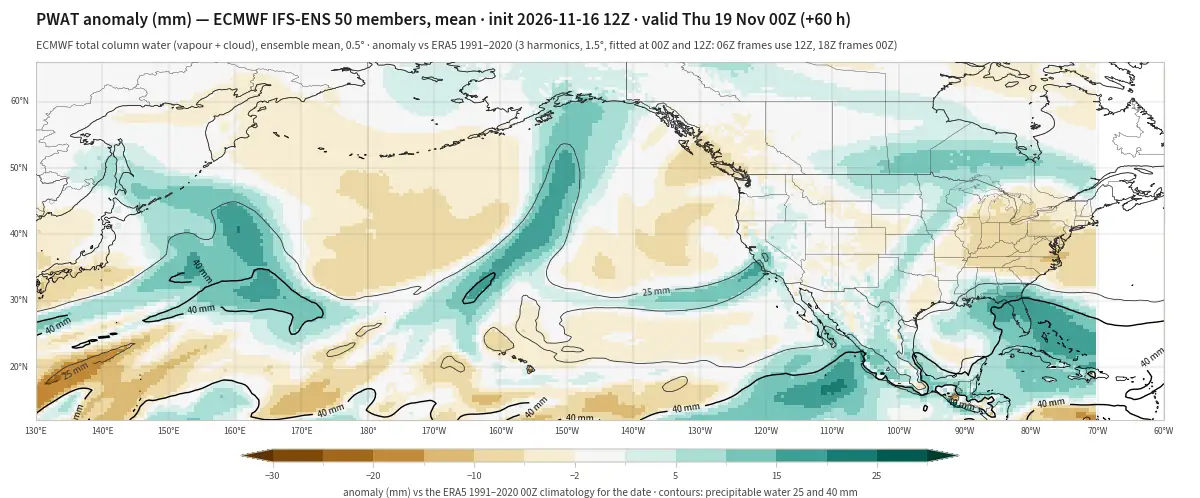 PWAT anomaly (mm) — ECMWF IFS-ENS 50 members, mean · init 2026-11-16 12Z · valid Thu 19 Nov 00Z (+60 h)
ECMWF total column water (vapour + cloud), ensemble mean, 0.5° · anomaly vs ERA5 1991–2020 (3 harmonics, 1.5°, fitted at 00Z and 12Z: 06Z frames use 12Z, 18Z frames 00Z)
60°N
50°N
40°N
30°N
20°N
40 mm
40 mm
40 mm
25 mm
25 mm
40 mm
mm
40 mm
40 mm
40 mm
40 mm
40 mm
40 mm
130°E 140°E 150°E 160°E 170°E 180° 170°W 160°W 150°W 140°W 130°W 120°W 110°W 100°W 90°W 80°W 70°W 60°W
−30 −20 −10 −2 5 15 25
anomaly (mm) vs the ERA5 1991–2020 00Z climatology for the date · contours: precipitable water 25 and 40 mm